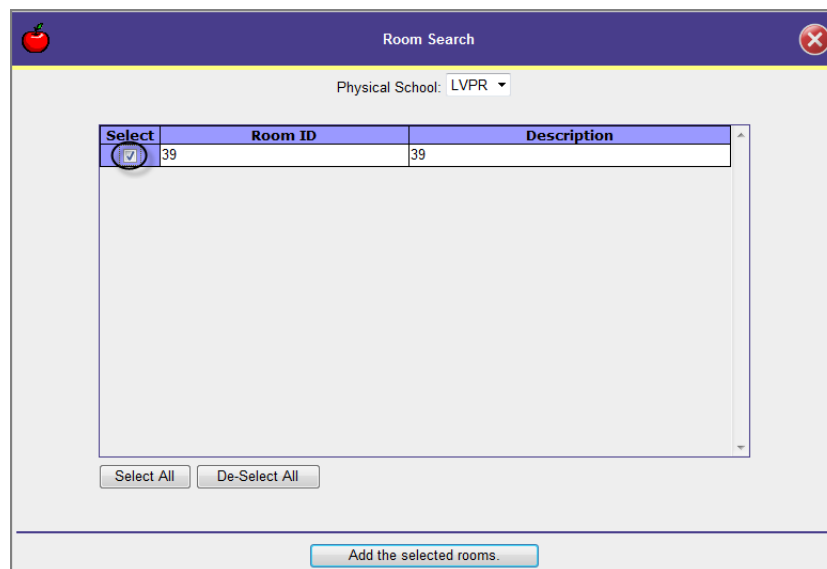 Room Search
Physical School: LVPR
Select Room ID Description
39 39
Select All De-Select All
Add the selected rooms.